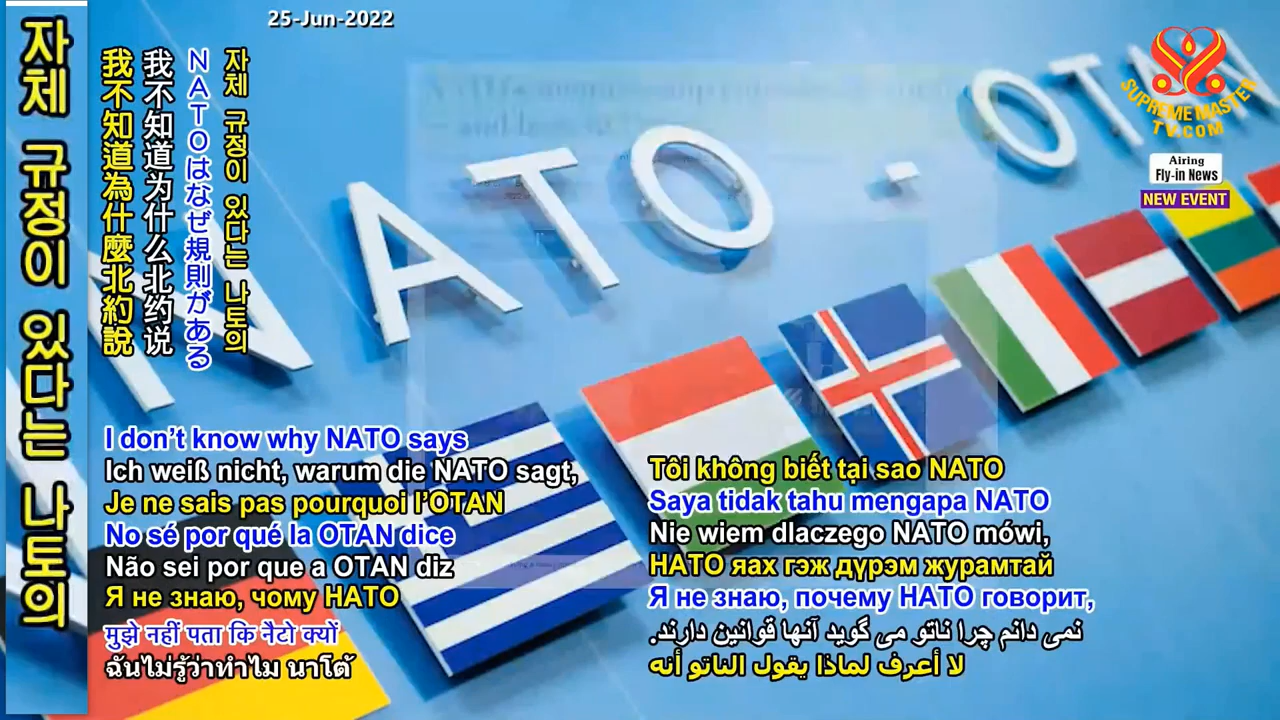 25-Jun-2022
자체 규정이 있다는 나토의
我不知道為什麼北約說
我不知道为什么北约说
NATOはなぜ規則がある
자체 규정이 있다는 나토의
NATO - OTAN
SUPREME MASTER
TV.COM
Airing
Fly-in News
NEW EVENT
I don’t know why NATO says
Ich weiß nicht, warum die NATO sagt,
Je ne sais pas pourquoi l’OTAN
No sé por qué la OTAN dice
Não sei por que a OTAN diz
Я не знаю, чому НАТО
मुझे नहीं पता कि नैटो क्यों
ฉันไม่รู้ว่าทำไม นาโต้
Tôi không biết tại sao NATO
Saya tidak tahu mengapa NATO
Nie wiem dlaczego NATO mówi,
НАТО яах гэж дүрэм журамтай
Я не знаю, почему НАТО говорит,
نمی دانم چرا ناتو می گوید آنها قوانین دارند.
لا أعرف لماذا يقول الناتو أنه